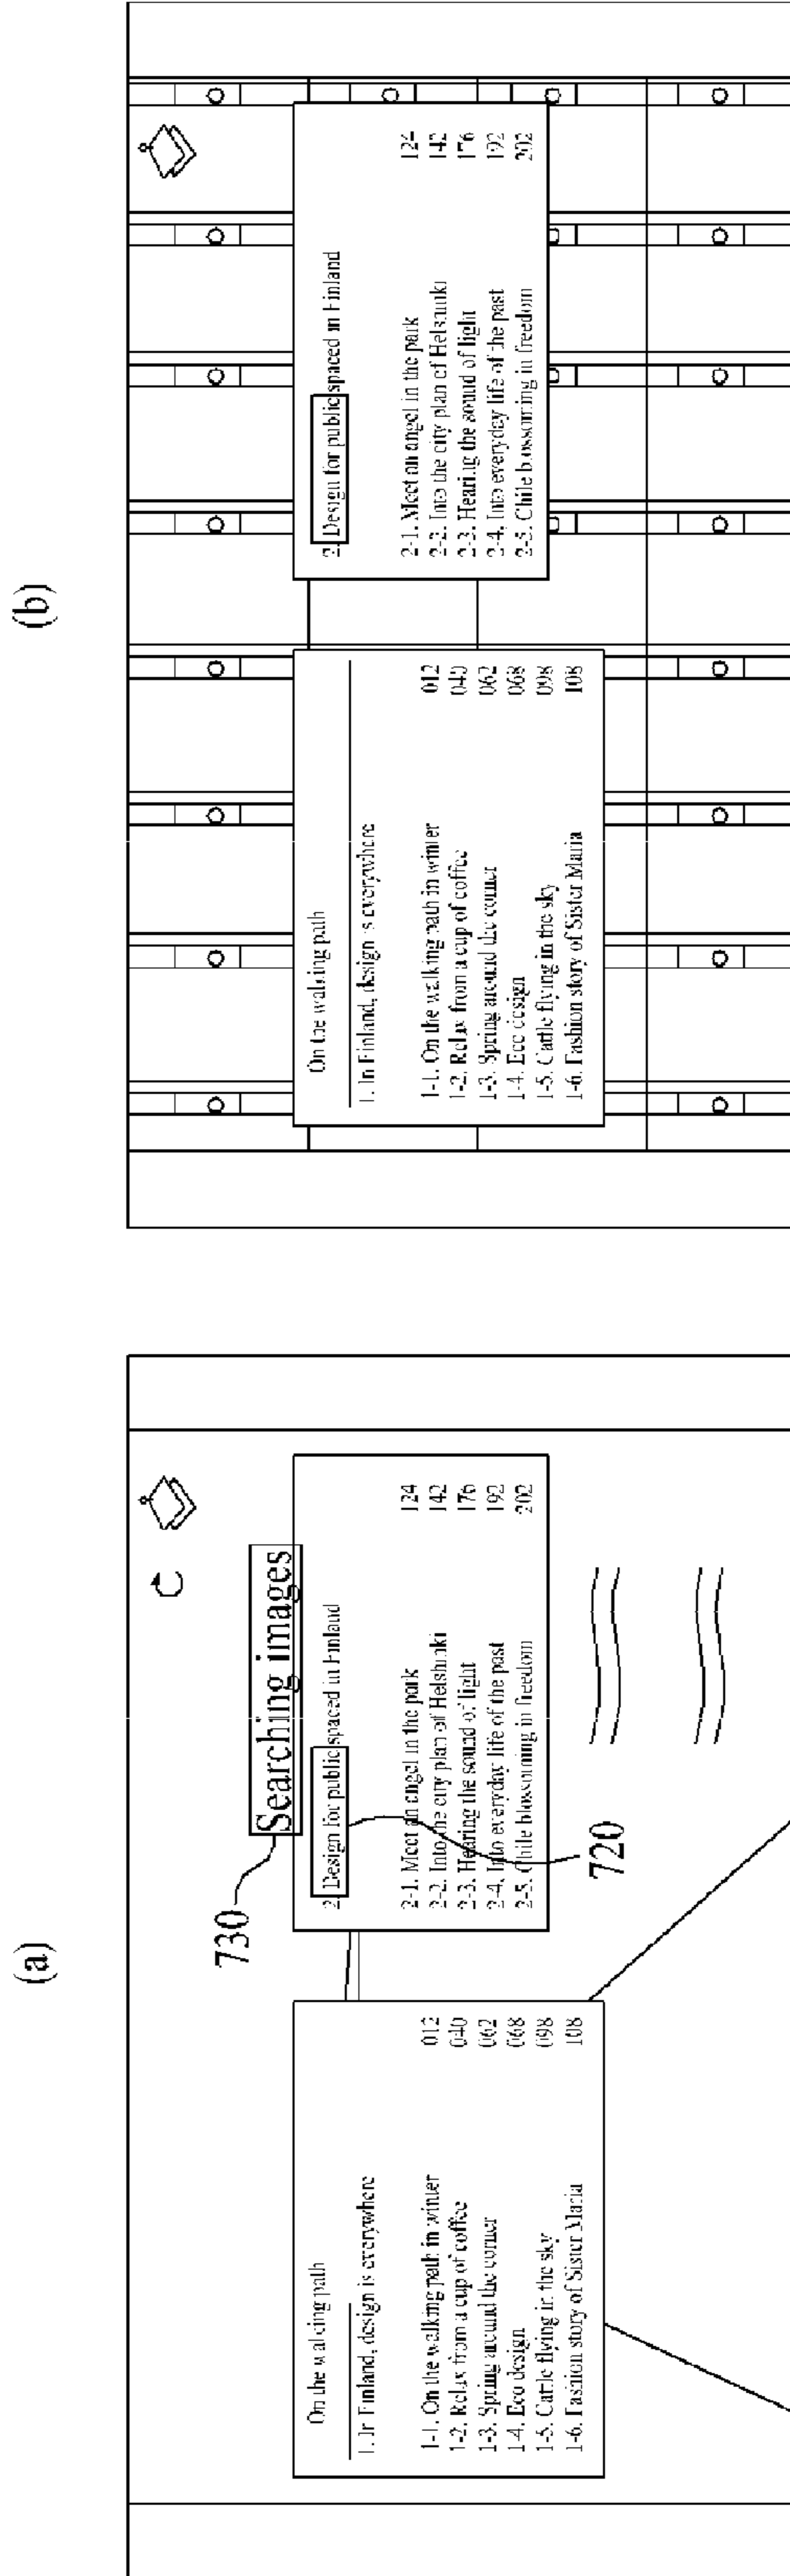 (a)
730
Searching images
On the walking path
1. In Finland, design is everywhere
1-1. On the walking path in winter 012
1-2. Relax from a cup of coffee 040
1-3. Spring around the corner 062
1-4. Eco design 068
1-5. Cattle flying in the sky 098
1-6. Fashion story of Sister Maria 108
2. Design for public spaced in Finland
2-1. Meet an angel in the park 124
2-2. Into the city plan of Helsinki 142
2-3. Hearing the sound of light 176
2-4. Into everyday life of the past 192
2-5. Chile blossoming in freedom 202
720
(b)
On the walking path
1. In Finland, design is everywhere
1-1. On the walking path in winter 012
1-2. Relax from a cup of coffee 040
1-3. Spring around the corner 062
1-4. Eco design 068
1-5. Cattle flying in the sky 098
1-6. Fashion story of Sister Maria 108
2. Design for public spaced in Finland
2-1. Meet an angel in the park 124
2-2. Into the city plan of Helsinki 142
2-3. Hearing the sound of light 176
2-4. Into everyday life of the past 192
2-5. Chile blossoming in freedom 202